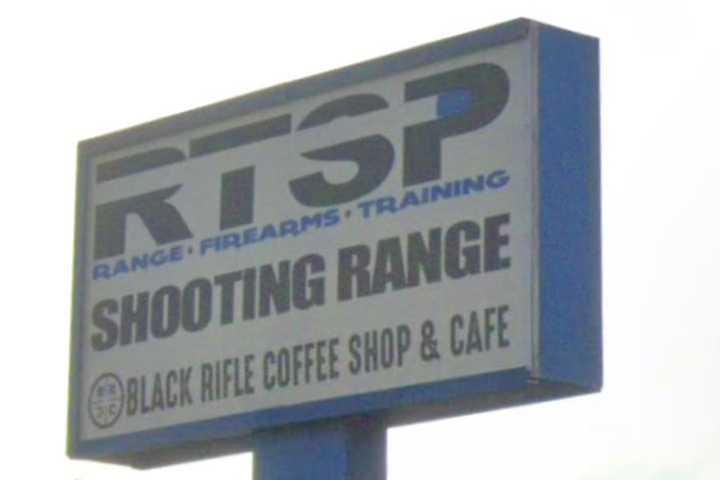 RTSP
RANGE · FIREARMS · TRAINING
SHOOTING RANGE
BLACK RIFLE COFFEE SHOP & CAFE